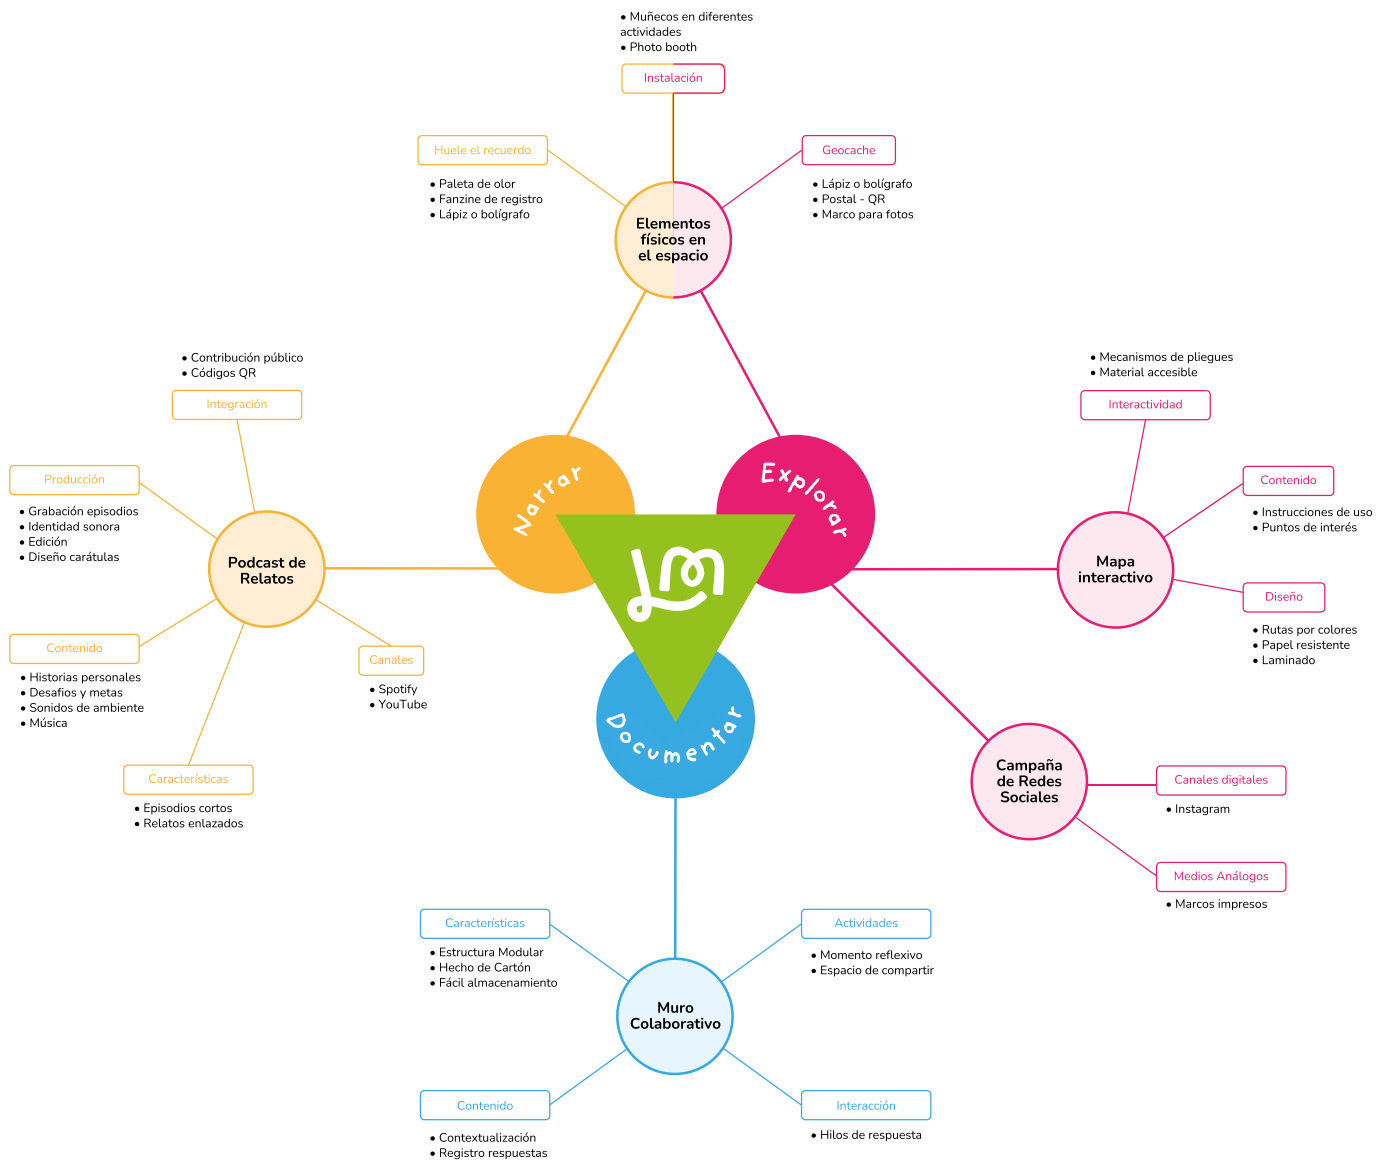 • Muñecos en diferentes
actividades
• Photo booth
Instalación
Huele el recuerdo
• Paleta de olor
• Fanzine de registro
• Lápiz o bolígrafo
Geocache
• Lápiz o bolígrafo
• Postal - QR
• Marco para fotos
Elementos
físicos en
el espacio
• Contribución público
• Códigos QR
Integración
Producción
• Grabación episodios
• Identidad sonora
• Edición
• Diseño carátulas
Podcast de
Relatos
Contenido
• Historias personales
• Desafios y metas
• Sonidos de ambiente
• Música
Canales
• Spotify
• YouTube
Características
• Episodios cortos
• Relatos enlazados
Narrar
Explorar
LM
Documentar
• Mecanismos de pliegues
• Material accesible
Interactividad
Contenido
• Instrucciones de uso
• Puntos de interés
Mapa
interactivo
Diseño
• Rutas por colores
• Papel resistente
• Laminado
Campaña
de Redes
Sociales
Canales digitales
• Instagram
Medios Análogos
• Marcos impresos
Características
• Estructura Modular
• Hecho de Cartón
• Fácil almacenamiento
Actividades
• Momento reflexivo
• Espacio de compartir
Muro
Colaborativo
Contenido
• Contextualización
• Registro respuestas
Interacción
• Hilos de respuesta